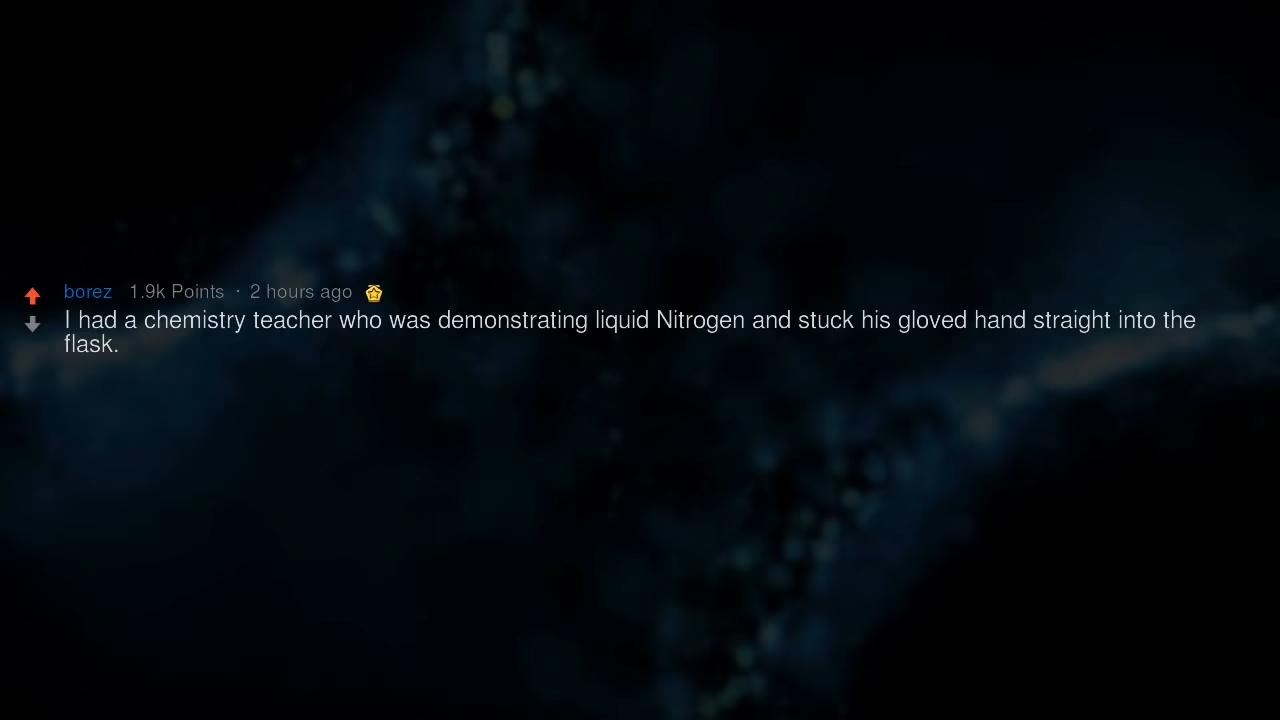 borez 1.9k Points · 2 hours ago
I had a chemistry teacher who was demonstrating liquid Nitrogen and stuck his gloved hand straight into the
flask.